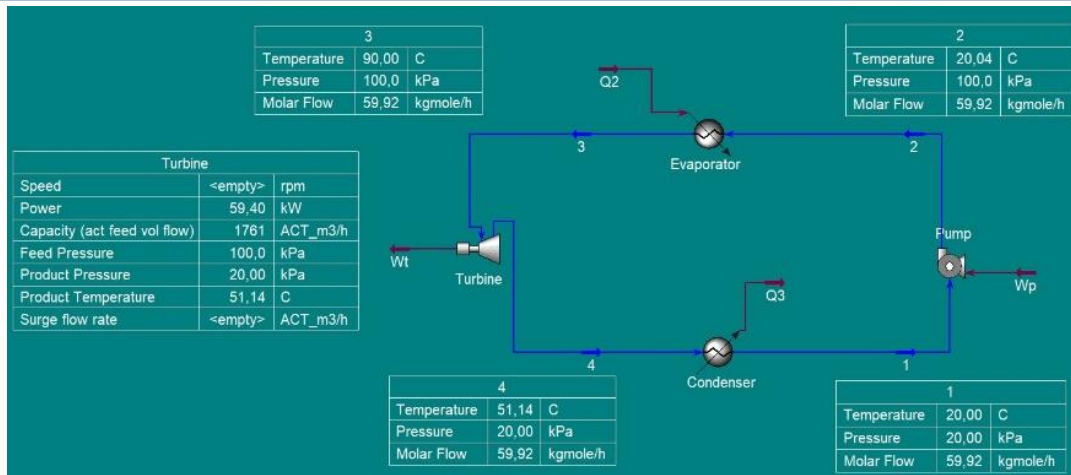 3
Temperature 90,00 C
Pressure 100,0 kPa
Molar Flow 59,92 kgmole/h
2
Temperature 20,04 C
Pressure 100,0 kPa
Molar Flow 59,92 kgmole/h
Q2
3
Evaporator
2
Turbine
Speed <empty> rpm
Power 59,40 kW
Capacity (act feed vol flow) 1761 ACT_m3/h
Feed Pressure 100,0 kPa
Product Pressure 20,00 kPa
Product Temperature 51,14 C
Surge flow rate <empty> ACT_m3/h
Wt
Turbine
Pump
Wp
Q3
4
Condenser
1
4
Temperature 51,14 C
Pressure 20,00 kPa
Molar Flow 59,92 kgmole/h
1
Temperature 20,00 C
Pressure 20,00 kPa
Molar Flow 59,92 kgmole/h